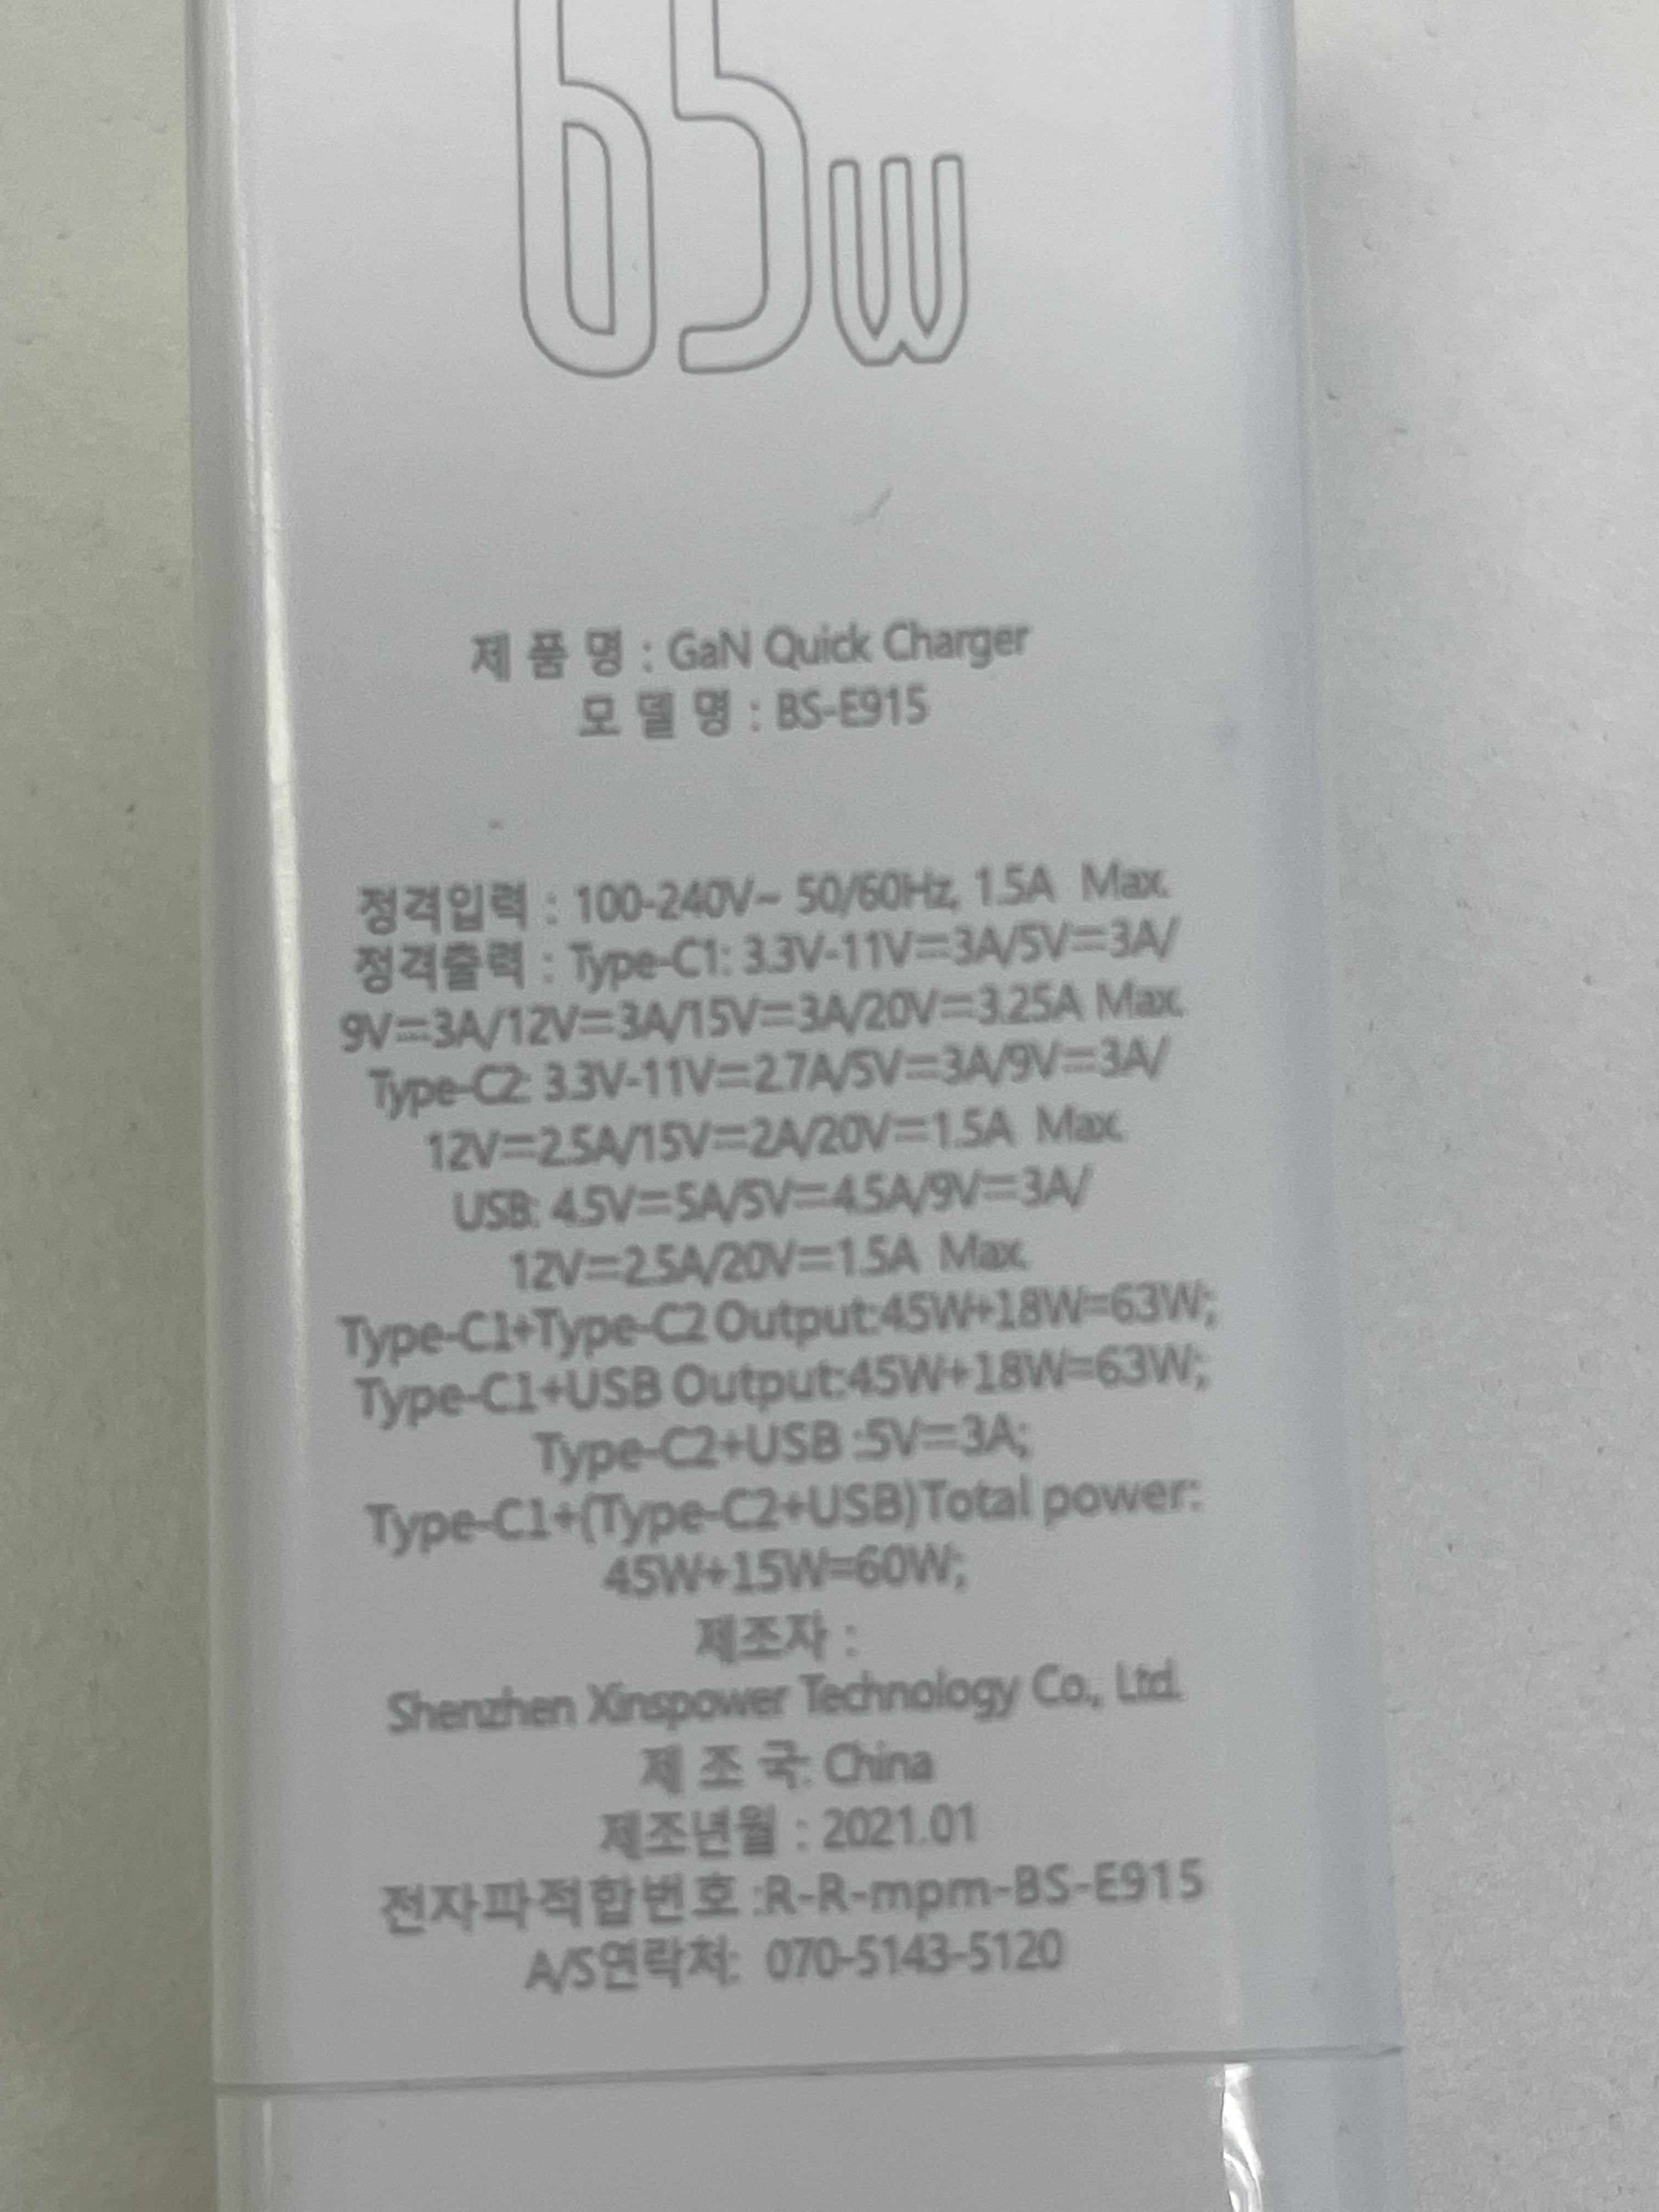 65W
제 품 명 : GaN Quick Charger
모 델 명 : BS-E915
정격입력 : 100-240V~ 50/60Hz, 1.5A Max.
정격출력 : Type-C1: 3.3V-11V⎓3A/5V⎓3A/
9V⎓3A/12V⎓3A/15V⎓3A/20V⎓3.25A Max.
Type-C2: 3.3V-11V⎓2.7A/5V⎓3A/9V⎓3A/
12V⎓2.5A/15V⎓2A/20V⎓1.5A Max.
USB: 4.5V⎓5A/5V⎓4.5A/9V⎓3A/
12V⎓2.5A/20V⎓1.5A Max.
Type-C1+Type-C2 Output:45W+18W=63W;
Type-C1+USB Output:45W+18W=63W;
Type-C2+USB :5V⎓3A;
Type-C1+(Type-C2+USB)Total power:
45W+15W=60W;
제조자 :
Shenzhen Xinspower Technology Co., Ltd.
제 조 국: China
제조년월 : 2021.01
전자파적합번호 :R-R-mpm-BS-E915
A/S연락처: 070-5143-5120